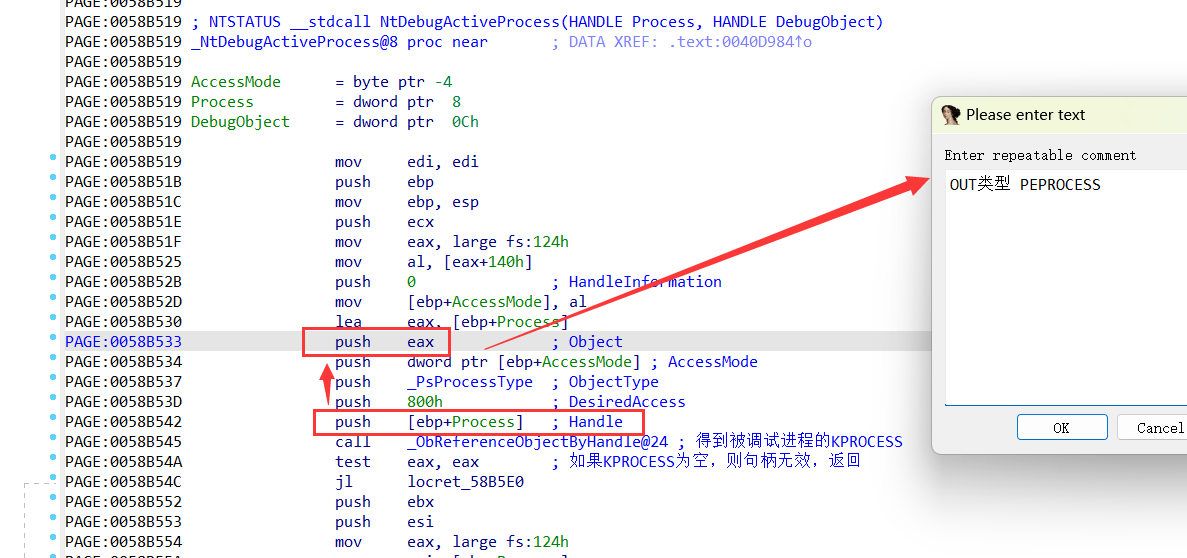 PAGE:0058B519
PAGE:0058B519 ; NTSTATUS __stdcall NtDebugActiveProcess(HANDLE Process, HANDLE DebugObject)
PAGE:0058B519 _NtDebugActiveProcess@8 proc near ; DATA XREF: .text:0040D984↑o
PAGE:0058B519
PAGE:0058B519 AccessMode = byte ptr -4
PAGE:0058B519 Process = dword ptr 8
PAGE:0058B519 DebugObject = dword ptr 0Ch
PAGE:0058B519
PAGE:0058B519 mov edi, edi
PAGE:0058B51B push ebp
PAGE:0058B51C mov ebp, esp
PAGE:0058B51E push ecx
PAGE:0058B51F mov eax, large fs:124h
PAGE:0058B525 mov al, [eax+140h]
PAGE:0058B52B push 0 ; HandleInformation
PAGE:0058B52D mov [ebp+AccessMode], al
PAGE:0058B530 lea eax, [ebp+Process]
PAGE:0058B533 push eax ; Object
PAGE:0058B534 push dword ptr [ebp+AccessMode] ; AccessMode
PAGE:0058B537 push _PsProcessType ; ObjectType
PAGE:0058B53D push 800h ; DesiredAccess
PAGE:0058B542 push [ebp+Process] ; Handle
PAGE:0058B545 call _ObReferenceObjectByHandle@24 ; 得到被调试进程的KPROCESS
PAGE:0058B54A test eax, eax ; 如果KPROCESS为空，则句柄无效，返回
PAGE:0058B54C jl locret_58B5E0
PAGE:0058B552 push ebx
PAGE:0058B553 push esi
PAGE:0058B554 mov eax, large fs:124h
Please enter text
Enter repeatable comment
OUT类型 PEPROCESS
OK
Cancel